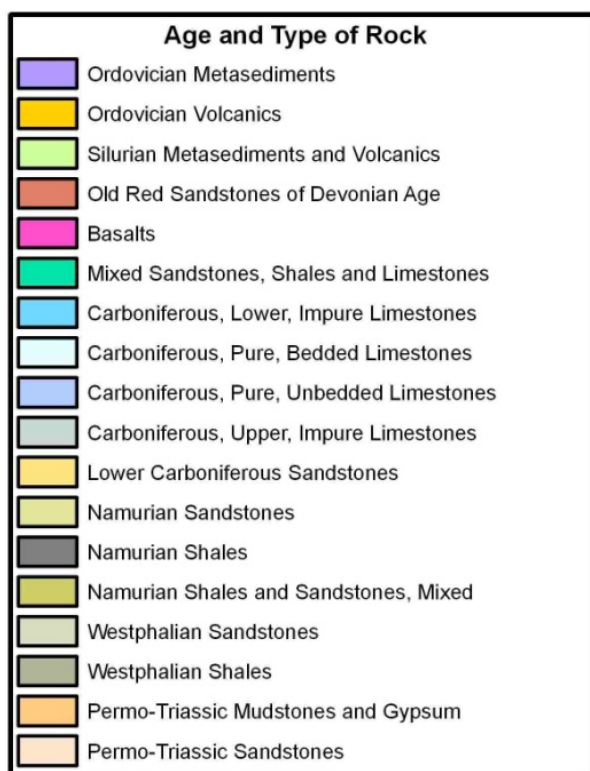 Age and Type of Rock
Ordovician Metasediments
Ordovician Volcanics
Silurian Metasediments and Volcanics
Old Red Sandstones of Devonian Age
Basalts
Mixed Sandstones, Shales and Limestones
Carboniferous, Lower, Impure Limestones
Carboniferous, Pure, Bedded Limestones
Carboniferous, Pure, Unbedded Limestones
Carboniferous, Upper, Impure Limestones
Lower Carboniferous Sandstones
Namurian Sandstones
Namurian Shales
Namurian Shales and Sandstones, Mixed
Westphalian Sandstones
Westphalian Shales
Permo-Triassic Mudstones and Gypsum
Permo-Triassic Sandstones